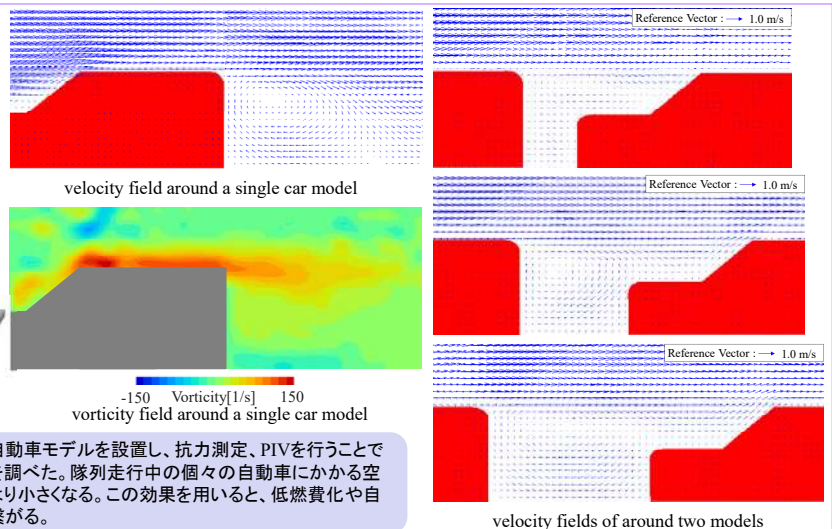 velocity field around a single car model
-150 Vorticity[1/s] 150
vorticity field around a single car model
自動車モデルを設置し、抗力測定、PIVを行うことで
を調べた。隊列走行中の個々の自動車にかかる空
より小さくなる。この効果を用いると、低燃費化や自
繋がる。
Reference Vector : → 1.0 m/s
Reference Vector : → 1.0 m/s
Reference Vector : → 1.0 m/s
velocity fields of around two models